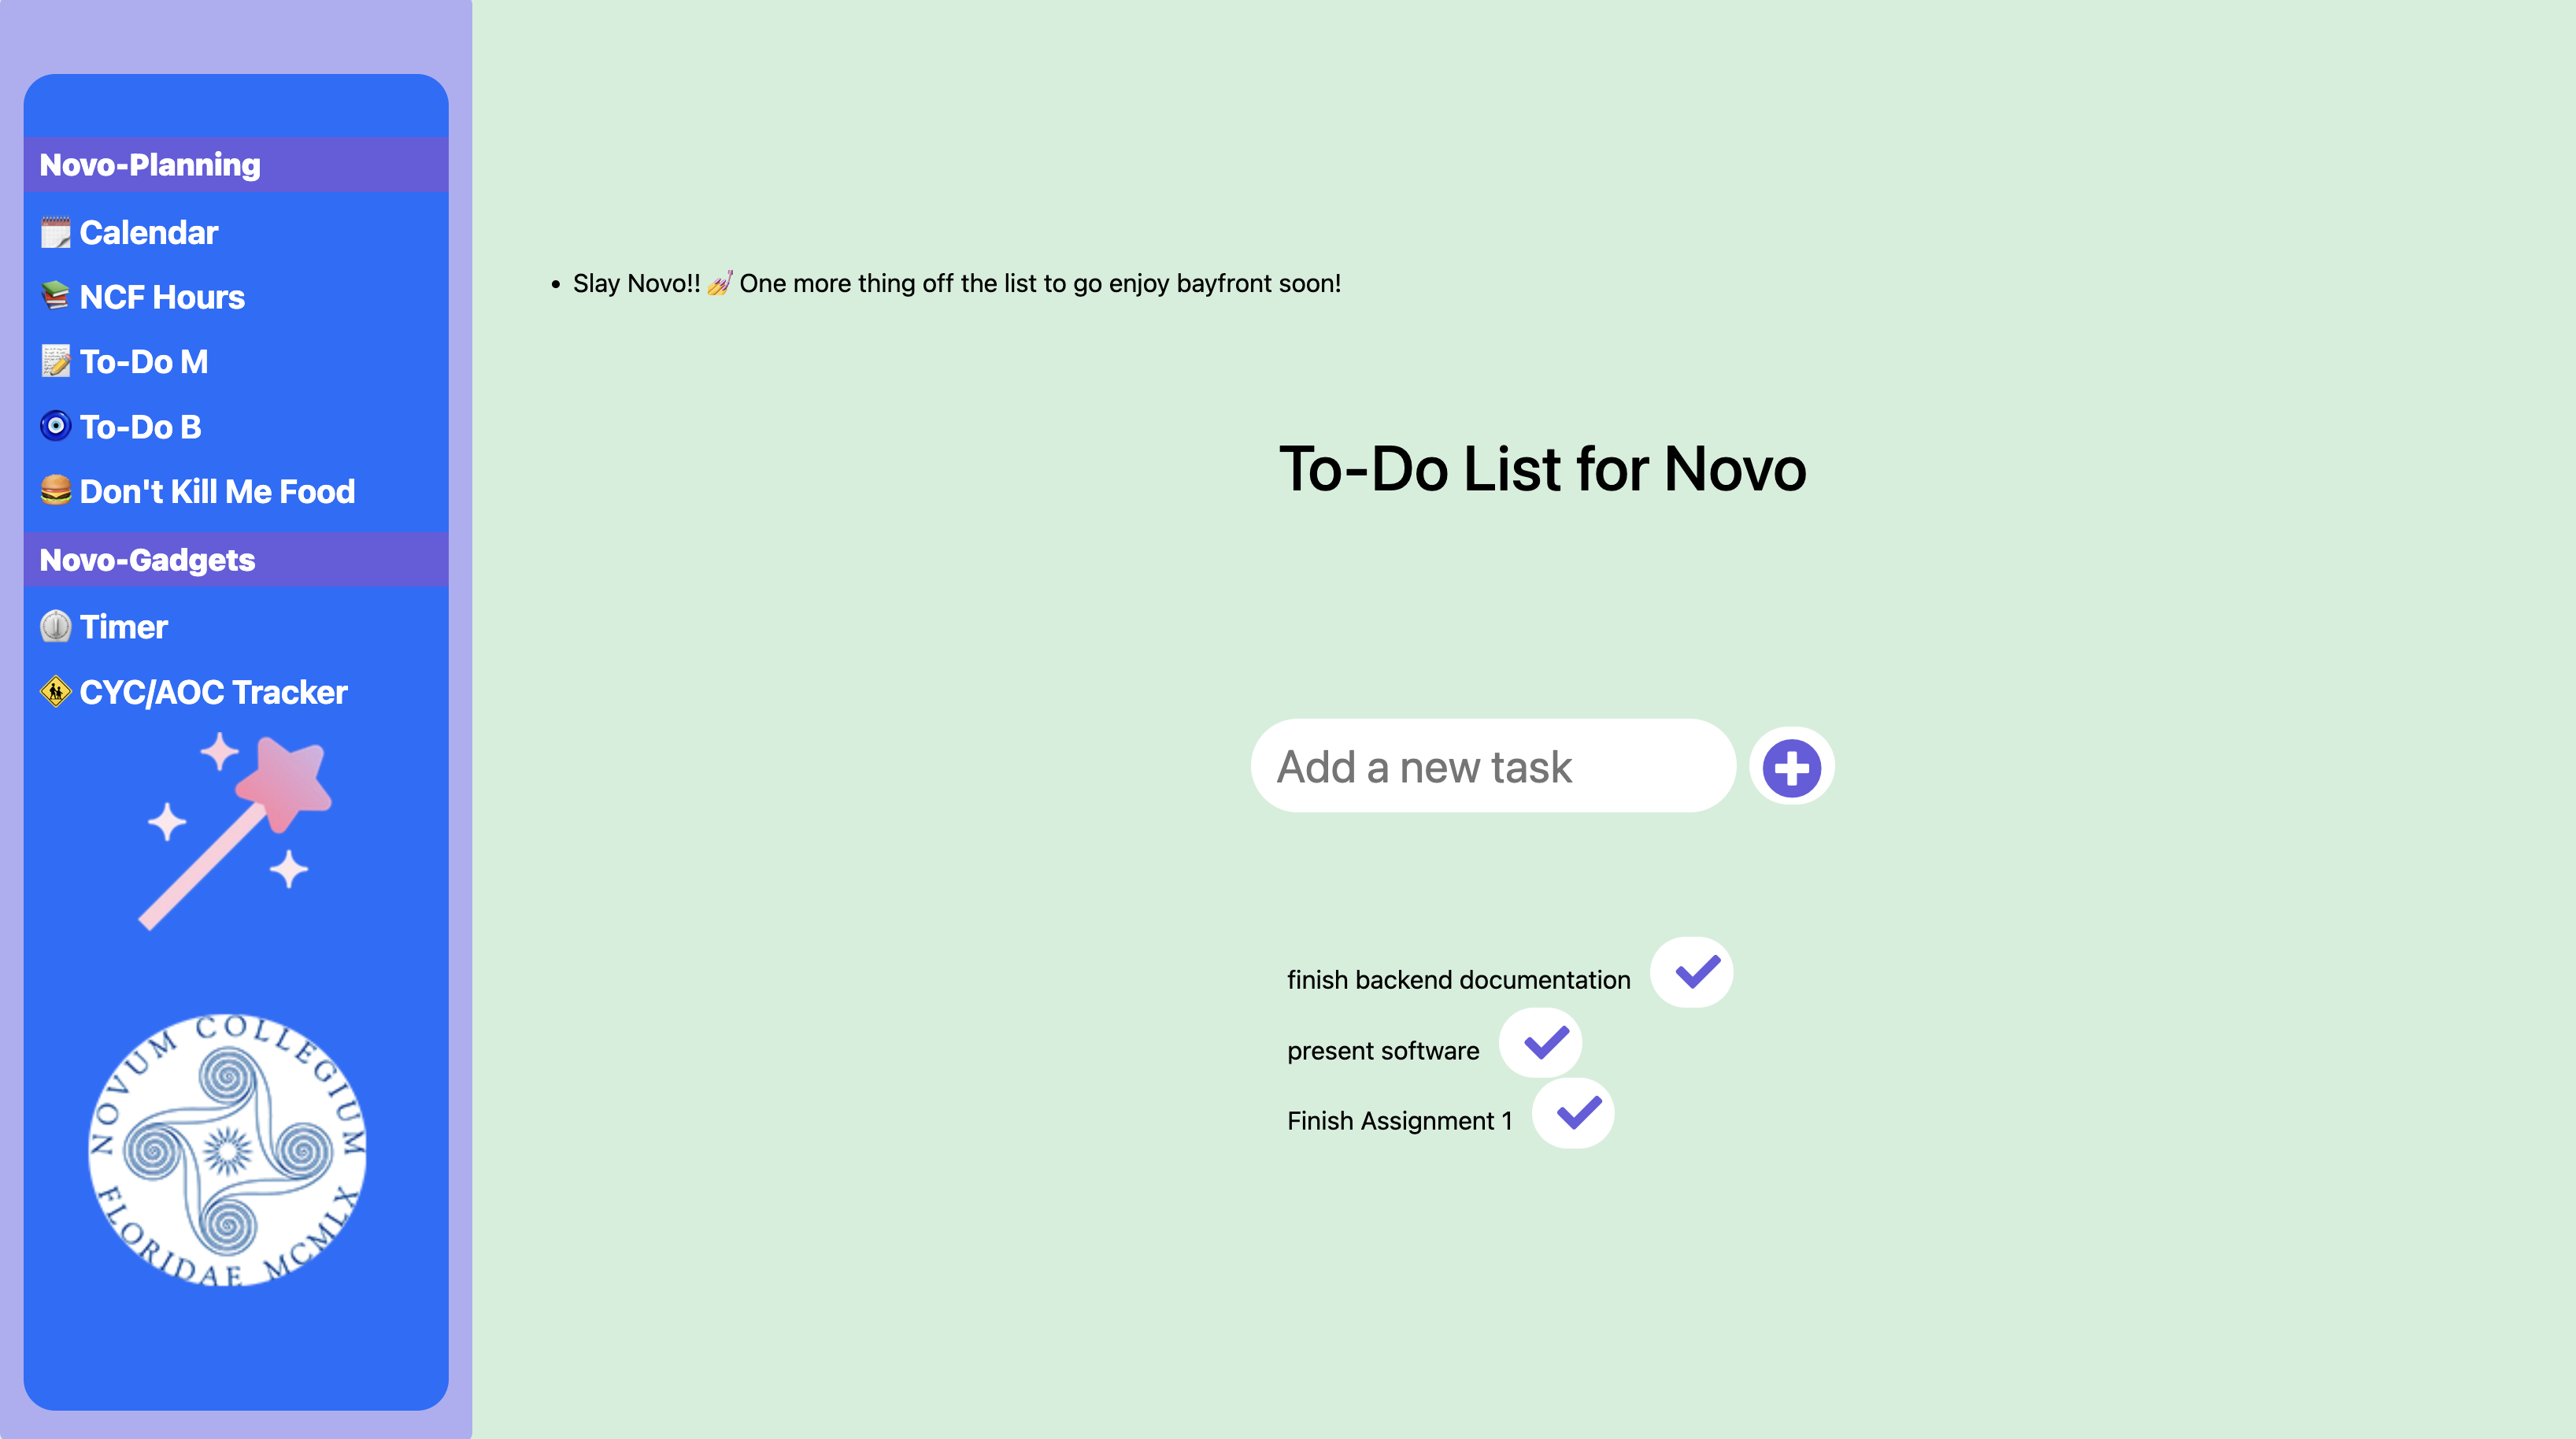 Novo-Planning
Calendar
NCF Hours
To-Do M
To-Do B
Don't Kill Me Food
Novo-Gadgets
Timer
CYC/AOC Tracker
NOVUM COLLEGIUM
FLORIDAE MCMLX
Slay Novo!! 💅 One more thing off the list to go enjoy bayfront soon!
To-Do List for Novo
Add a new task
finish backend documentation
present software
Finish Assignment 1